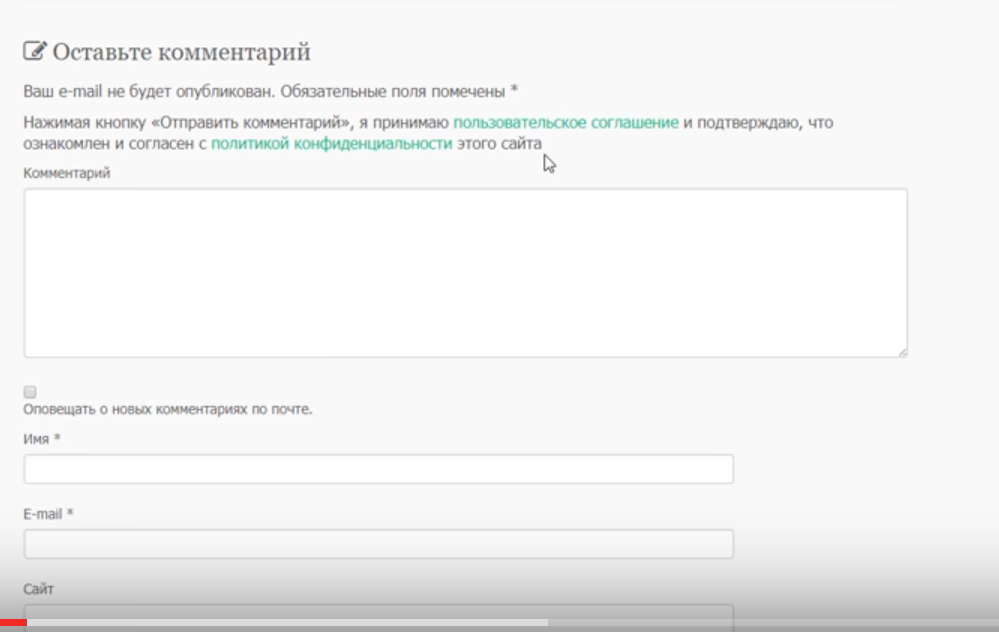 Оставьте комментарий
Ваш e-mail не будет опубликован. Обязательные поля помечены *
Нажимая кнопку «Отправить комментарий», я принимаю пользовательское соглашение и подтверждаю, что
ознакомлен и согласен с политикой конфиденциальности этого сайта
Комментарий
Оповещать о новых комментариях по почте.
Имя *
E-mail *
Сайт